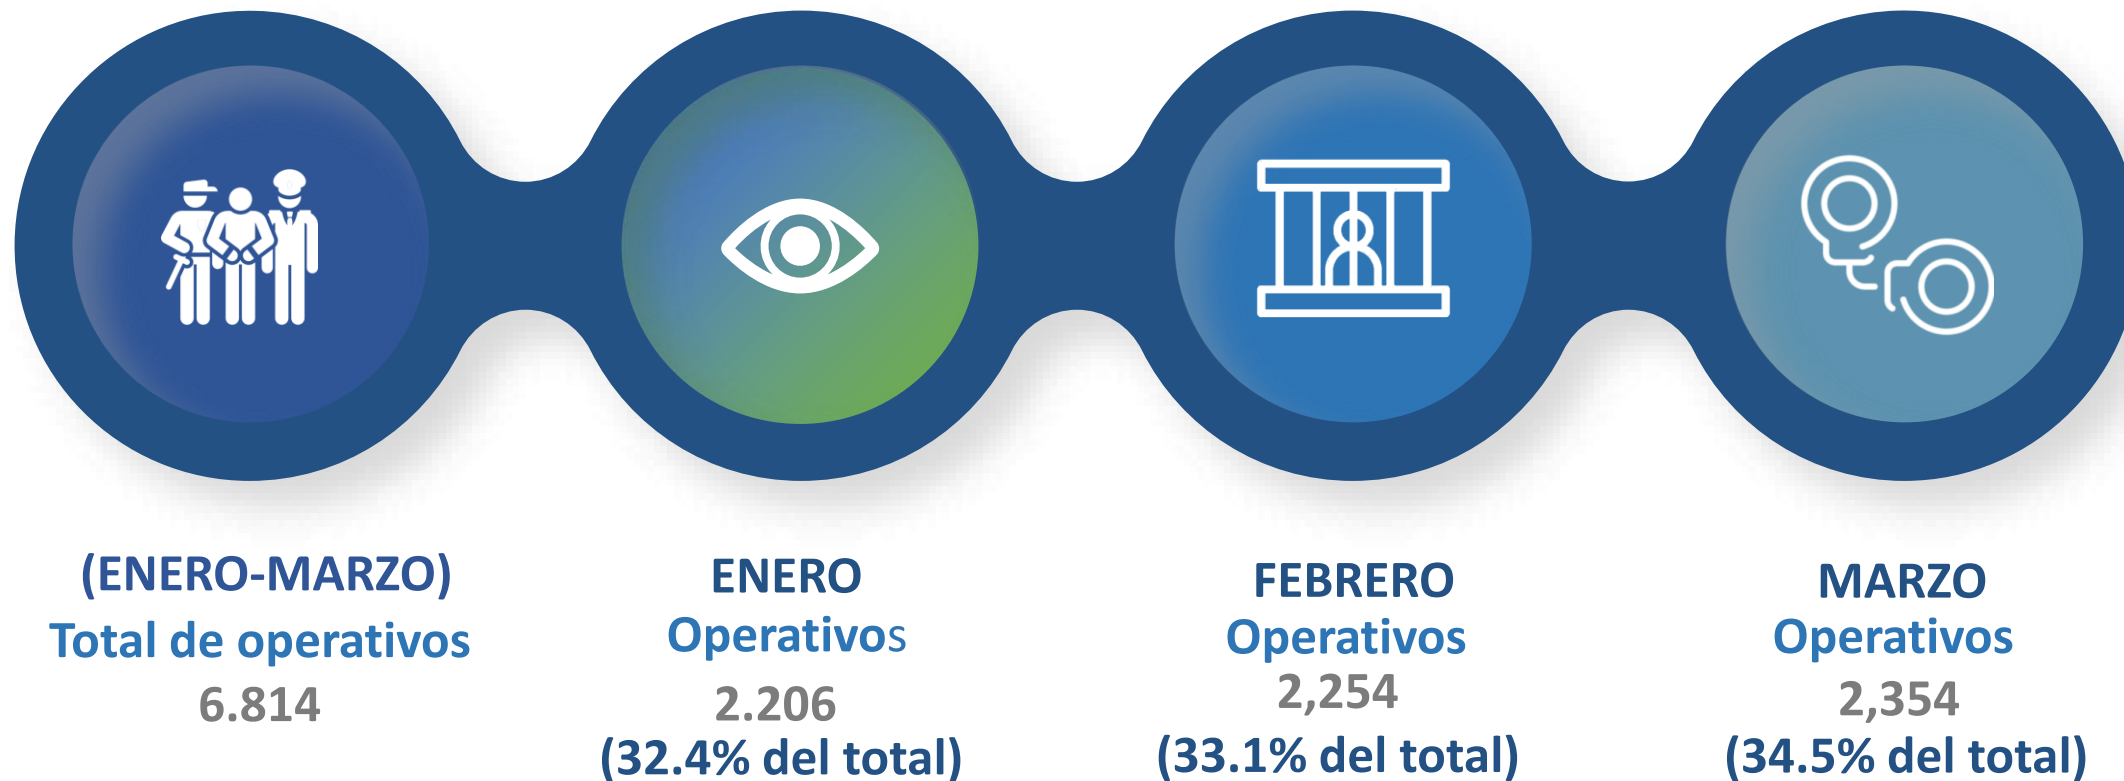 (ENERO-MARZO)
Total de operativos
6.814
ENERO
Operativos
2.206
(32.4% del total)
FEBRERO
Operativos
2,254
(33.1% del total)
MARZO
Operativos
2,354
(34.5% del total)